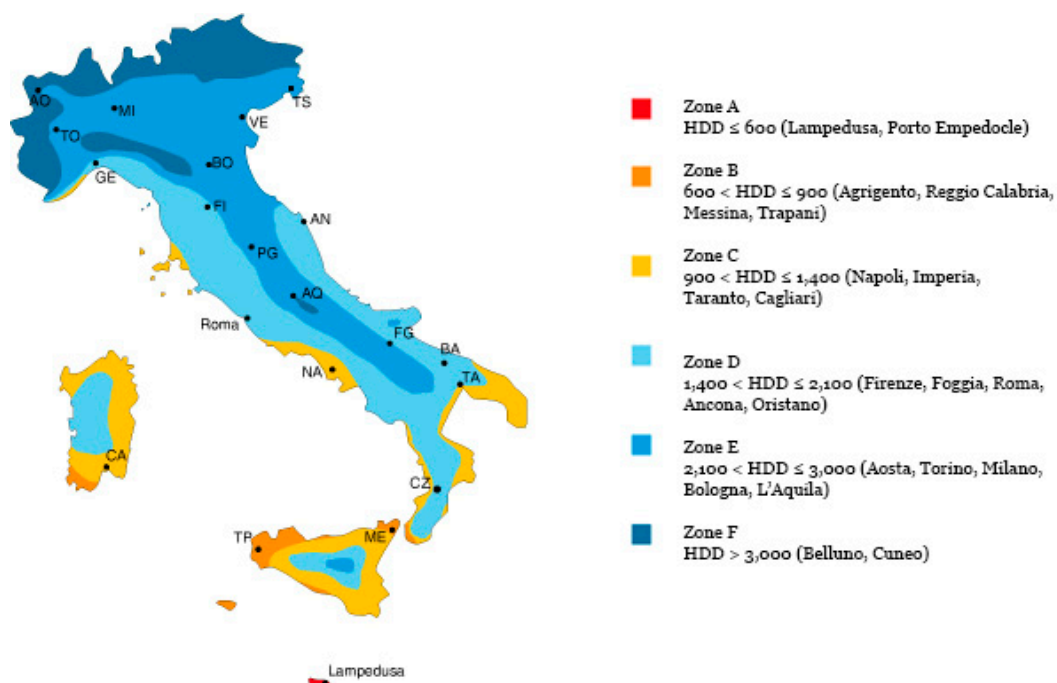 AO
MI
TS
VE
TO
BO
GE
FI
AN
PG
AQ
Roma
FG
BA
NA
TA
CA
CZ
TP
ME
Lampedusa
Zone A
HDD ≤ 600 (Lampedusa, Porto Empedocle)
Zone B
600 < HDD ≤ 900 (Agrigento, Reggio Calabria,
Messina, Trapani)
Zone C
900 < HDD ≤ 1,400 (Napoli, Imperia,
Taranto, Cagliari)
Zone D
1,400 < HDD ≤ 2,100 (Firenze, Foggia, Roma,
Ancona, Oristano)
Zone E
2,100 < HDD ≤ 3,000 (Aosta, Torino, Milano,
Bologna, L’Aquila)
Zone F
HDD > 3,000 (Belluno, Cuneo)